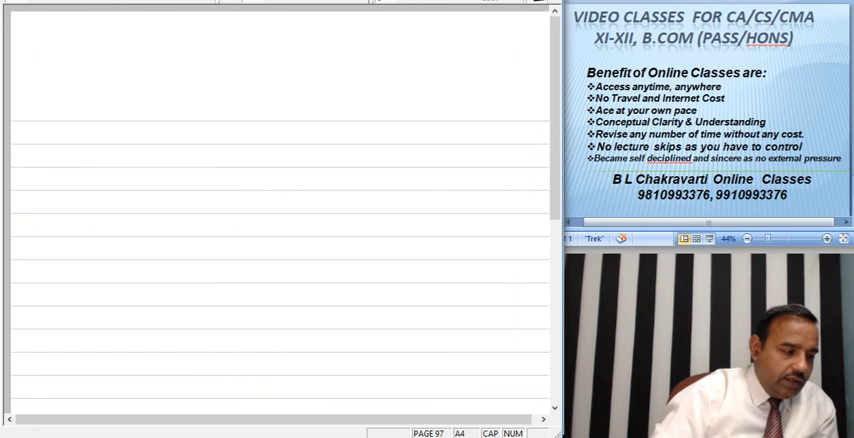 VIDEO CLASSES FOR CA/CS/CMA
XI-XII, B.COM (PASS/HONS)
Benefit of Online Classes are:
❖Access anytime, anywhere
❖No Travel and Internet Cost
❖Ace at your own pace
❖Conceptual Clarity & Understanding
❖Revise any number of time without any cost.
❖No lecture skips as you have to control
❖Became self deciplined and sincere as no external pressure
B L Chakravarti Online Classes
9810993376, 9910993376
"Trek"
44%
PAGE 97 A4 CAP NUM